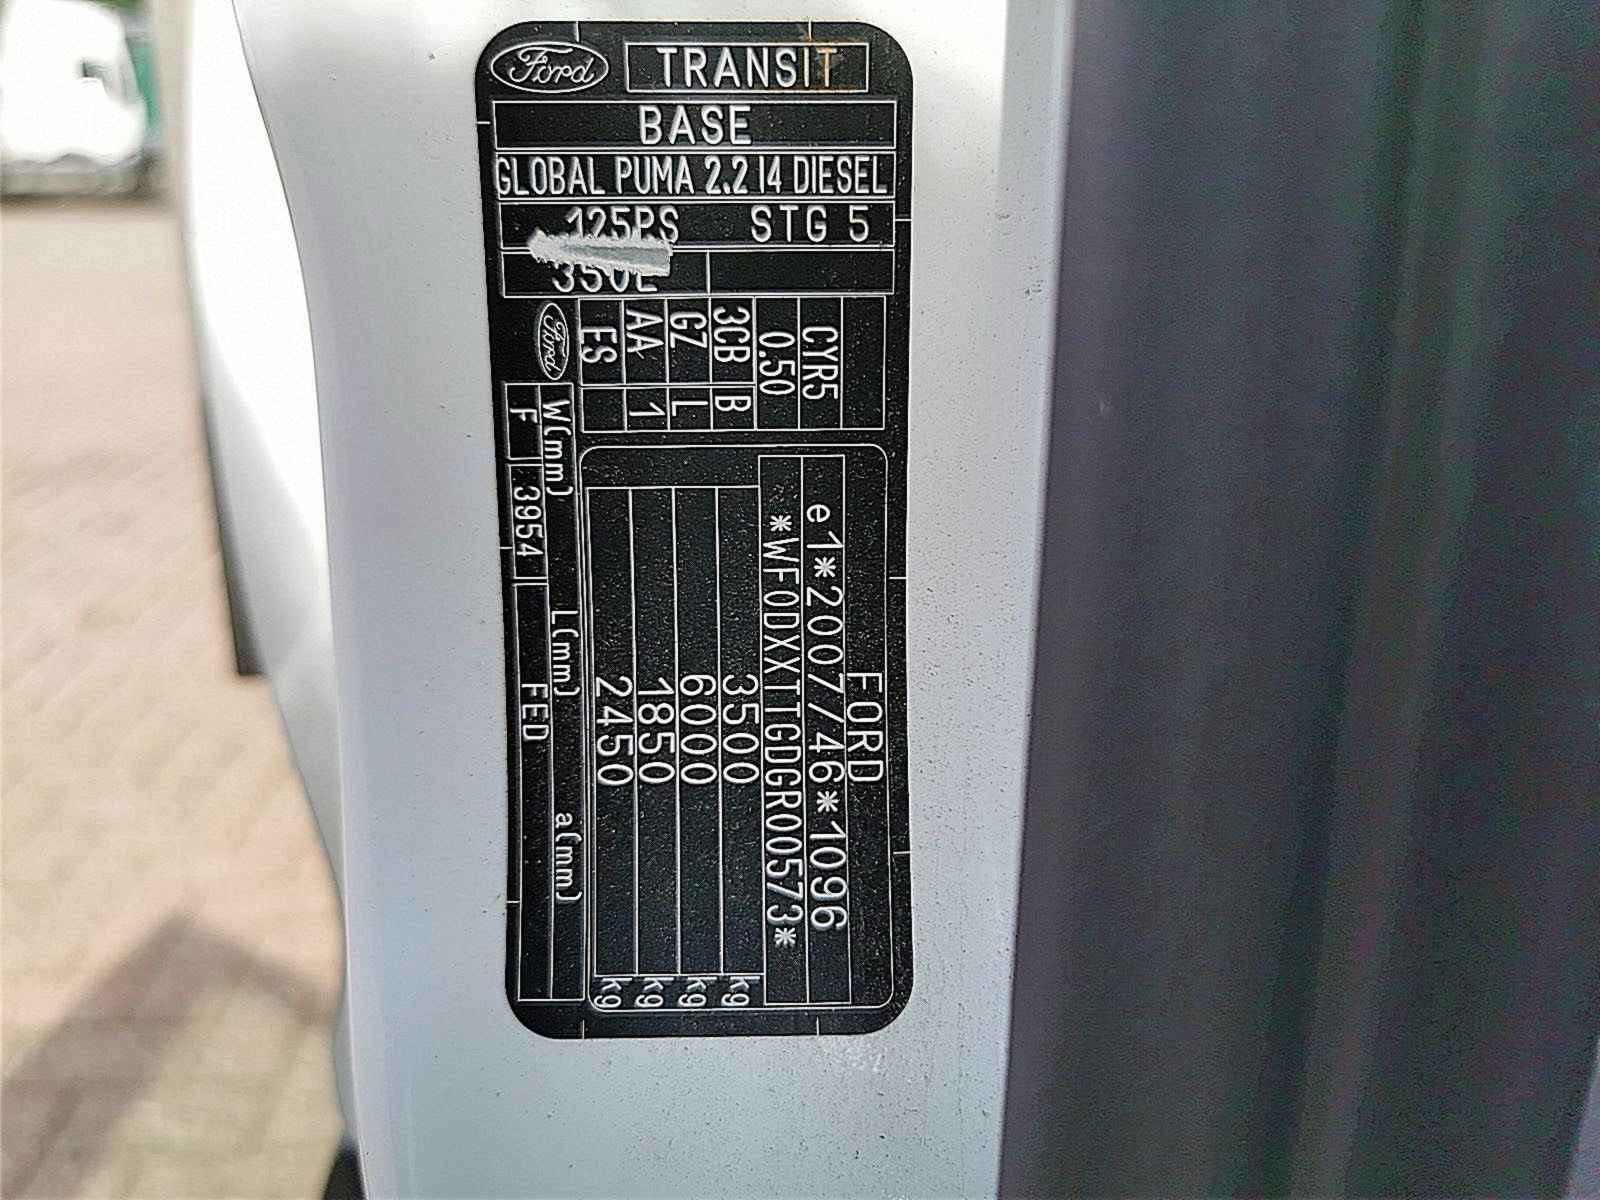 Ford TRANSIT
BASE
GLOBAL PUMA 2.2 I4 DIESEL
125PS STG 5
350L
Ford
CYR5
0.50
3CB B
GZ L
AA 1
ES
FORD
e1*2007/46*1096
*WF0DXXTTGDGR00573*
3500 kg
6000 kg
1850 kg
2450 kg
W(mm) L(mm) a(mm)
F 3954 FED